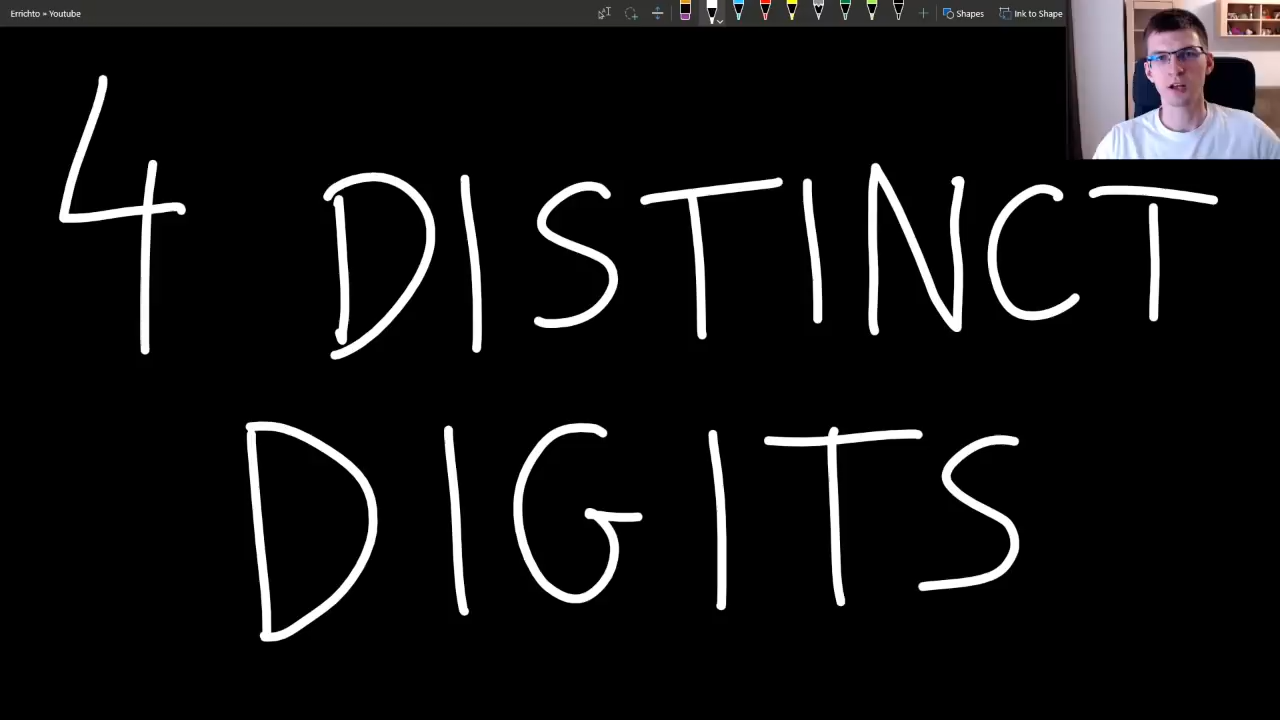 Errichto » Youtube
Shapes
Ink to Shape
4 DISTINCT
DIGITS